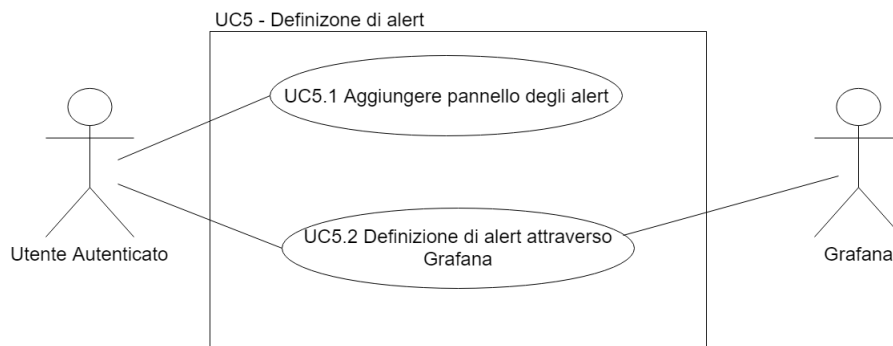 UC5 - Definizone di alert
UC5.1 Aggiungere pannello degli alert
UC5.2 Definizione di alert attraverso
Grafana
Utente Autenticato
Grafana